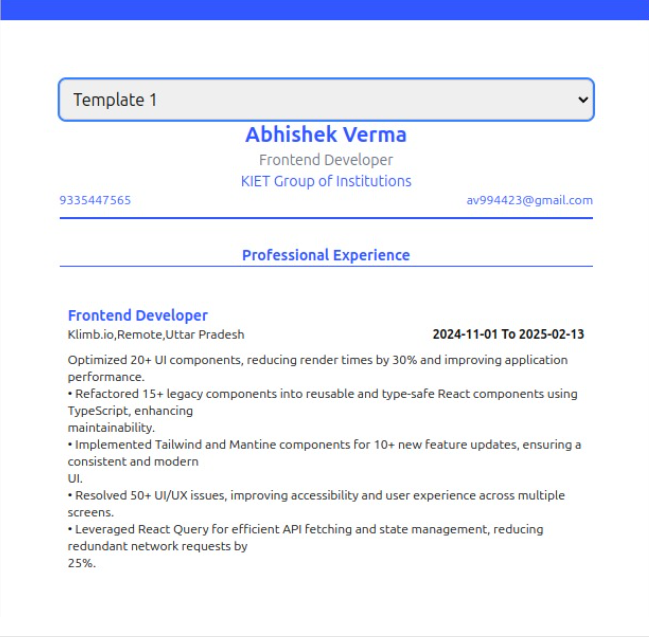 Template 1
Abhishek Verma
Frontend Developer
KIET Group of Institutions
9335447565 av994423@gmail.com
Professional Experience
Frontend Developer
Klimb.io,Remote,Uttar Pradesh 2024-11-01 To 2025-02-13
Optimized 20+ UI components, reducing render times by 30% and improving application
performance.
• Refactored 15+ legacy components into reusable and type-safe React components using
TypeScript, enhancing
maintainability.
• Implemented Tailwind and Mantine components for 10+ new feature updates, ensuring a
consistent and modern
UI.
• Resolved 50+ UI/UX issues, improving accessibility and user experience across multiple
screens.
• Leveraged React Query for efficient API fetching and state management, reducing
redundant network requests by
25%.